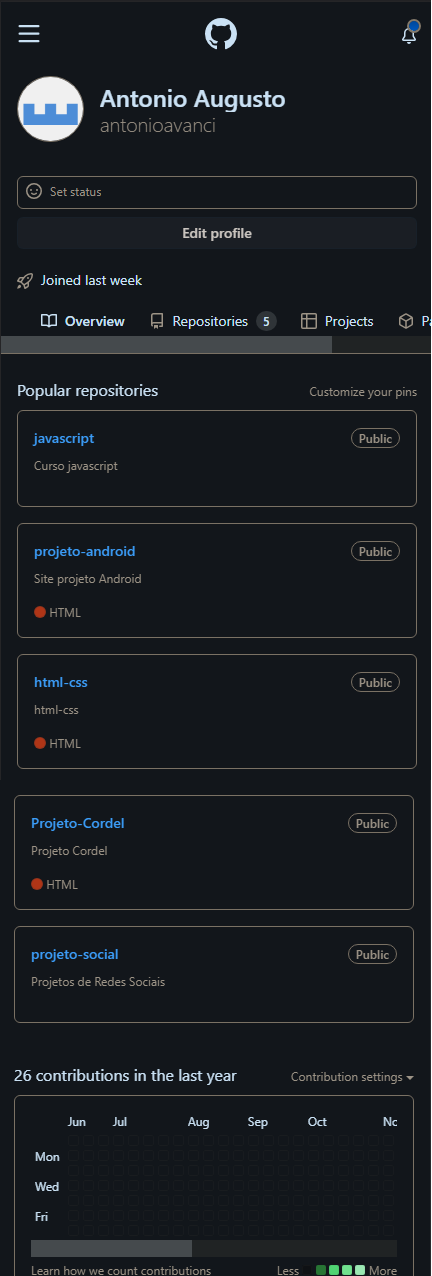 Antonio Augusto
antonioavanci
Set status
Edit profile
Joined last week
Overview Repositories 5 Projects Pa
Popular repositories Customize your pins
javascript Public
Curso javascript
projeto-android Public
Site projeto Android
HTML
html-css Public
html-css
HTML
Projeto-Cordel Public
Projeto Cordel
HTML
projeto-social Public
Projetos de Redes Sociais
26 contributions in the last year Contribution settings
Jun Jul Aug Sep Oct No
Mon
Wed
Fri
Learn how we count contributions Less More